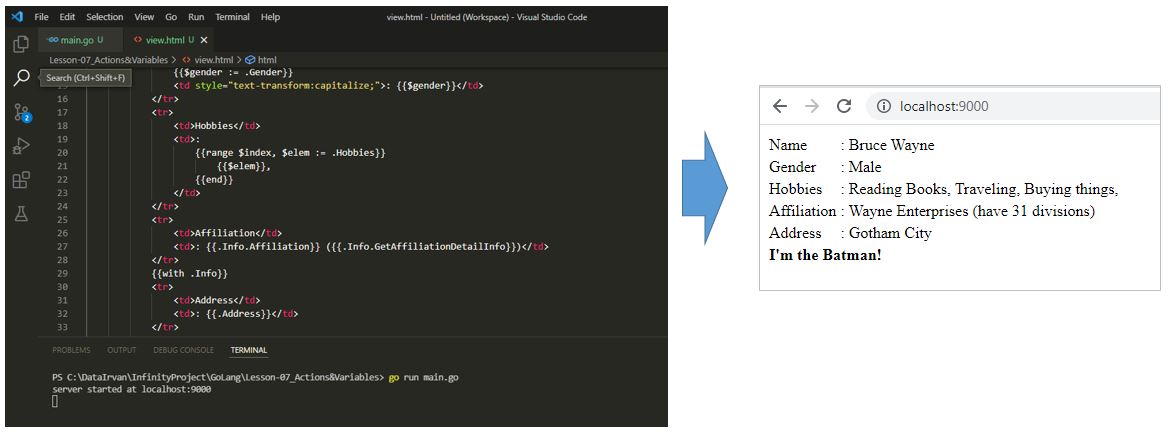 File Edit Selection View Go Run Terminal Help view.html - Untitled (Workspace) - Visual Studio Code
main.go U view.html U
Lesson-07_Actions&Variables > view.html > html
Search (Ctrl+Shift+F)
{{$gender := .Gender}}
15 <td style="text-transform:capitalize;">: {{$gender}}</td>
16 </tr>
17 <tr>
18 <td>Hobbies</td>
19 <td>:
20 {{range $index, $elem := .Hobbies}}
21 {{$elem}},
22 {{end}}
23 </td>
24 </tr>
25 <tr>
26 <td>Affiliation</td>
27 <td>: {{.Info.Affiliation}} ({{.Info.GetAffiliationDetailInfo}})</td>
28 </tr>
29 {{with .Info}}
30 <tr>
31 <td>Address</td>
32 <td>: {{.Address}}</td>
33 </tr>
2
PROBLEMS OUTPUT DEBUG CONSOLE TERMINAL
PS C:\DataIrvan\InfinityProject\GoLang\Lesson-07_Actions&Variables> go run main.go
server started at localhost:9000
localhost:9000
Name : Bruce Wayne
Gender : Male
Hobbies : Reading Books, Traveling, Buying things,
Affiliation : Wayne Enterprises (have 31 divisions)
Address : Gotham City
I'm the Batman!